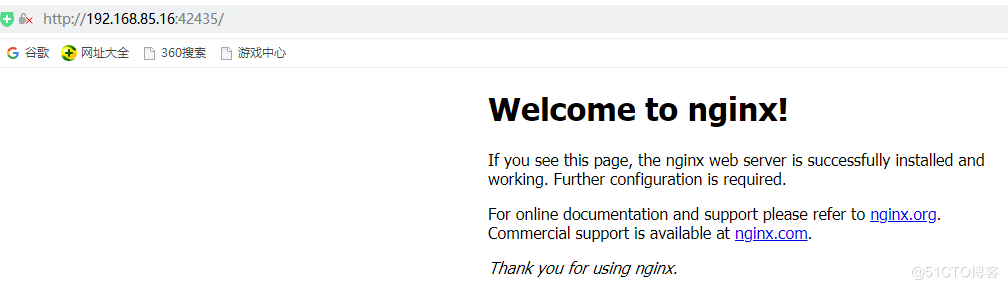 http://192.168.85.16:42435/
谷歌 网址大全 360搜索 游戏中心
Welcome to nginx!
If you see this page, the nginx web server is successfully installed and
working. Further configuration is required.
For online documentation and support please refer to nginx.org.
Commercial support is available at nginx.com.
Thank you for using nginx.
@51CTO博客